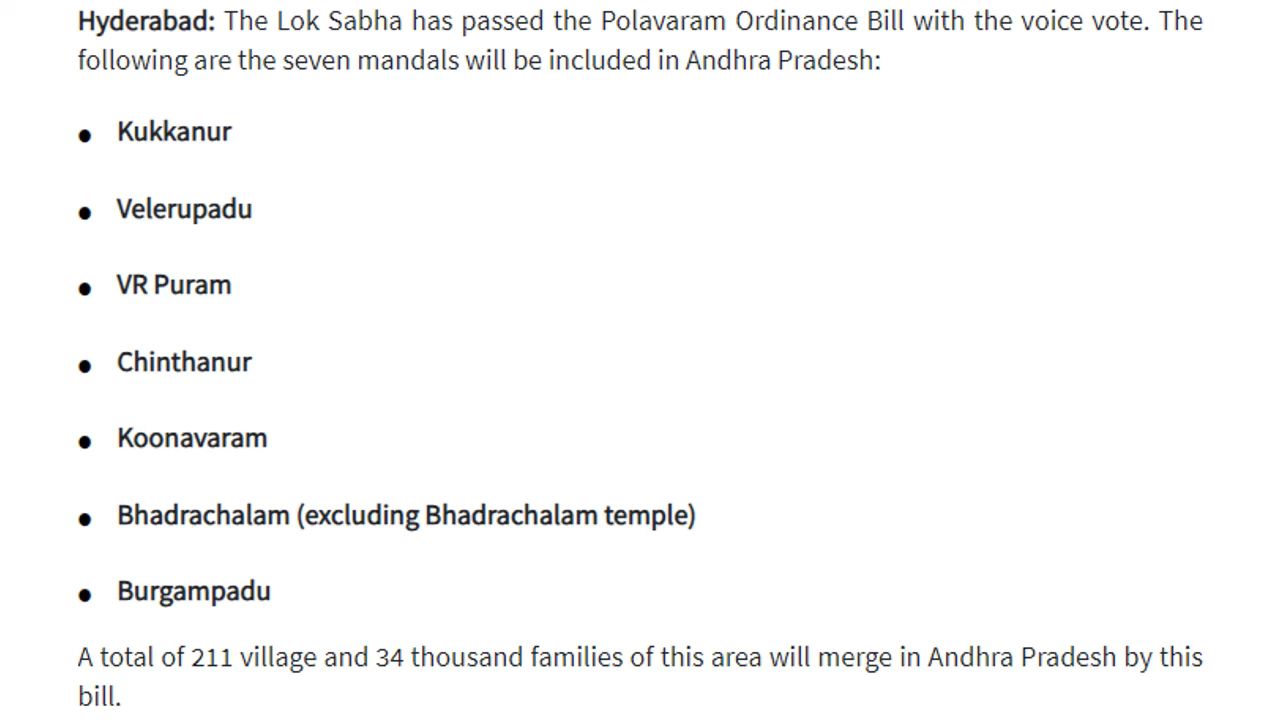 Hyderabad: The Lok Sabha has passed the Polavaram Ordinance Bill with the voice vote. The
following are the seven mandals will be included in Andhra Pradesh:
● Kukkanur
● Velerupadu
● VR Puram
● Chinthanur
● Koonavaram
● Bhadrachalam (excluding Bhadrachalam temple)
● Burgampadu
A total of 211 village and 34 thousand families of this area will merge in Andhra Pradesh by this
bill.